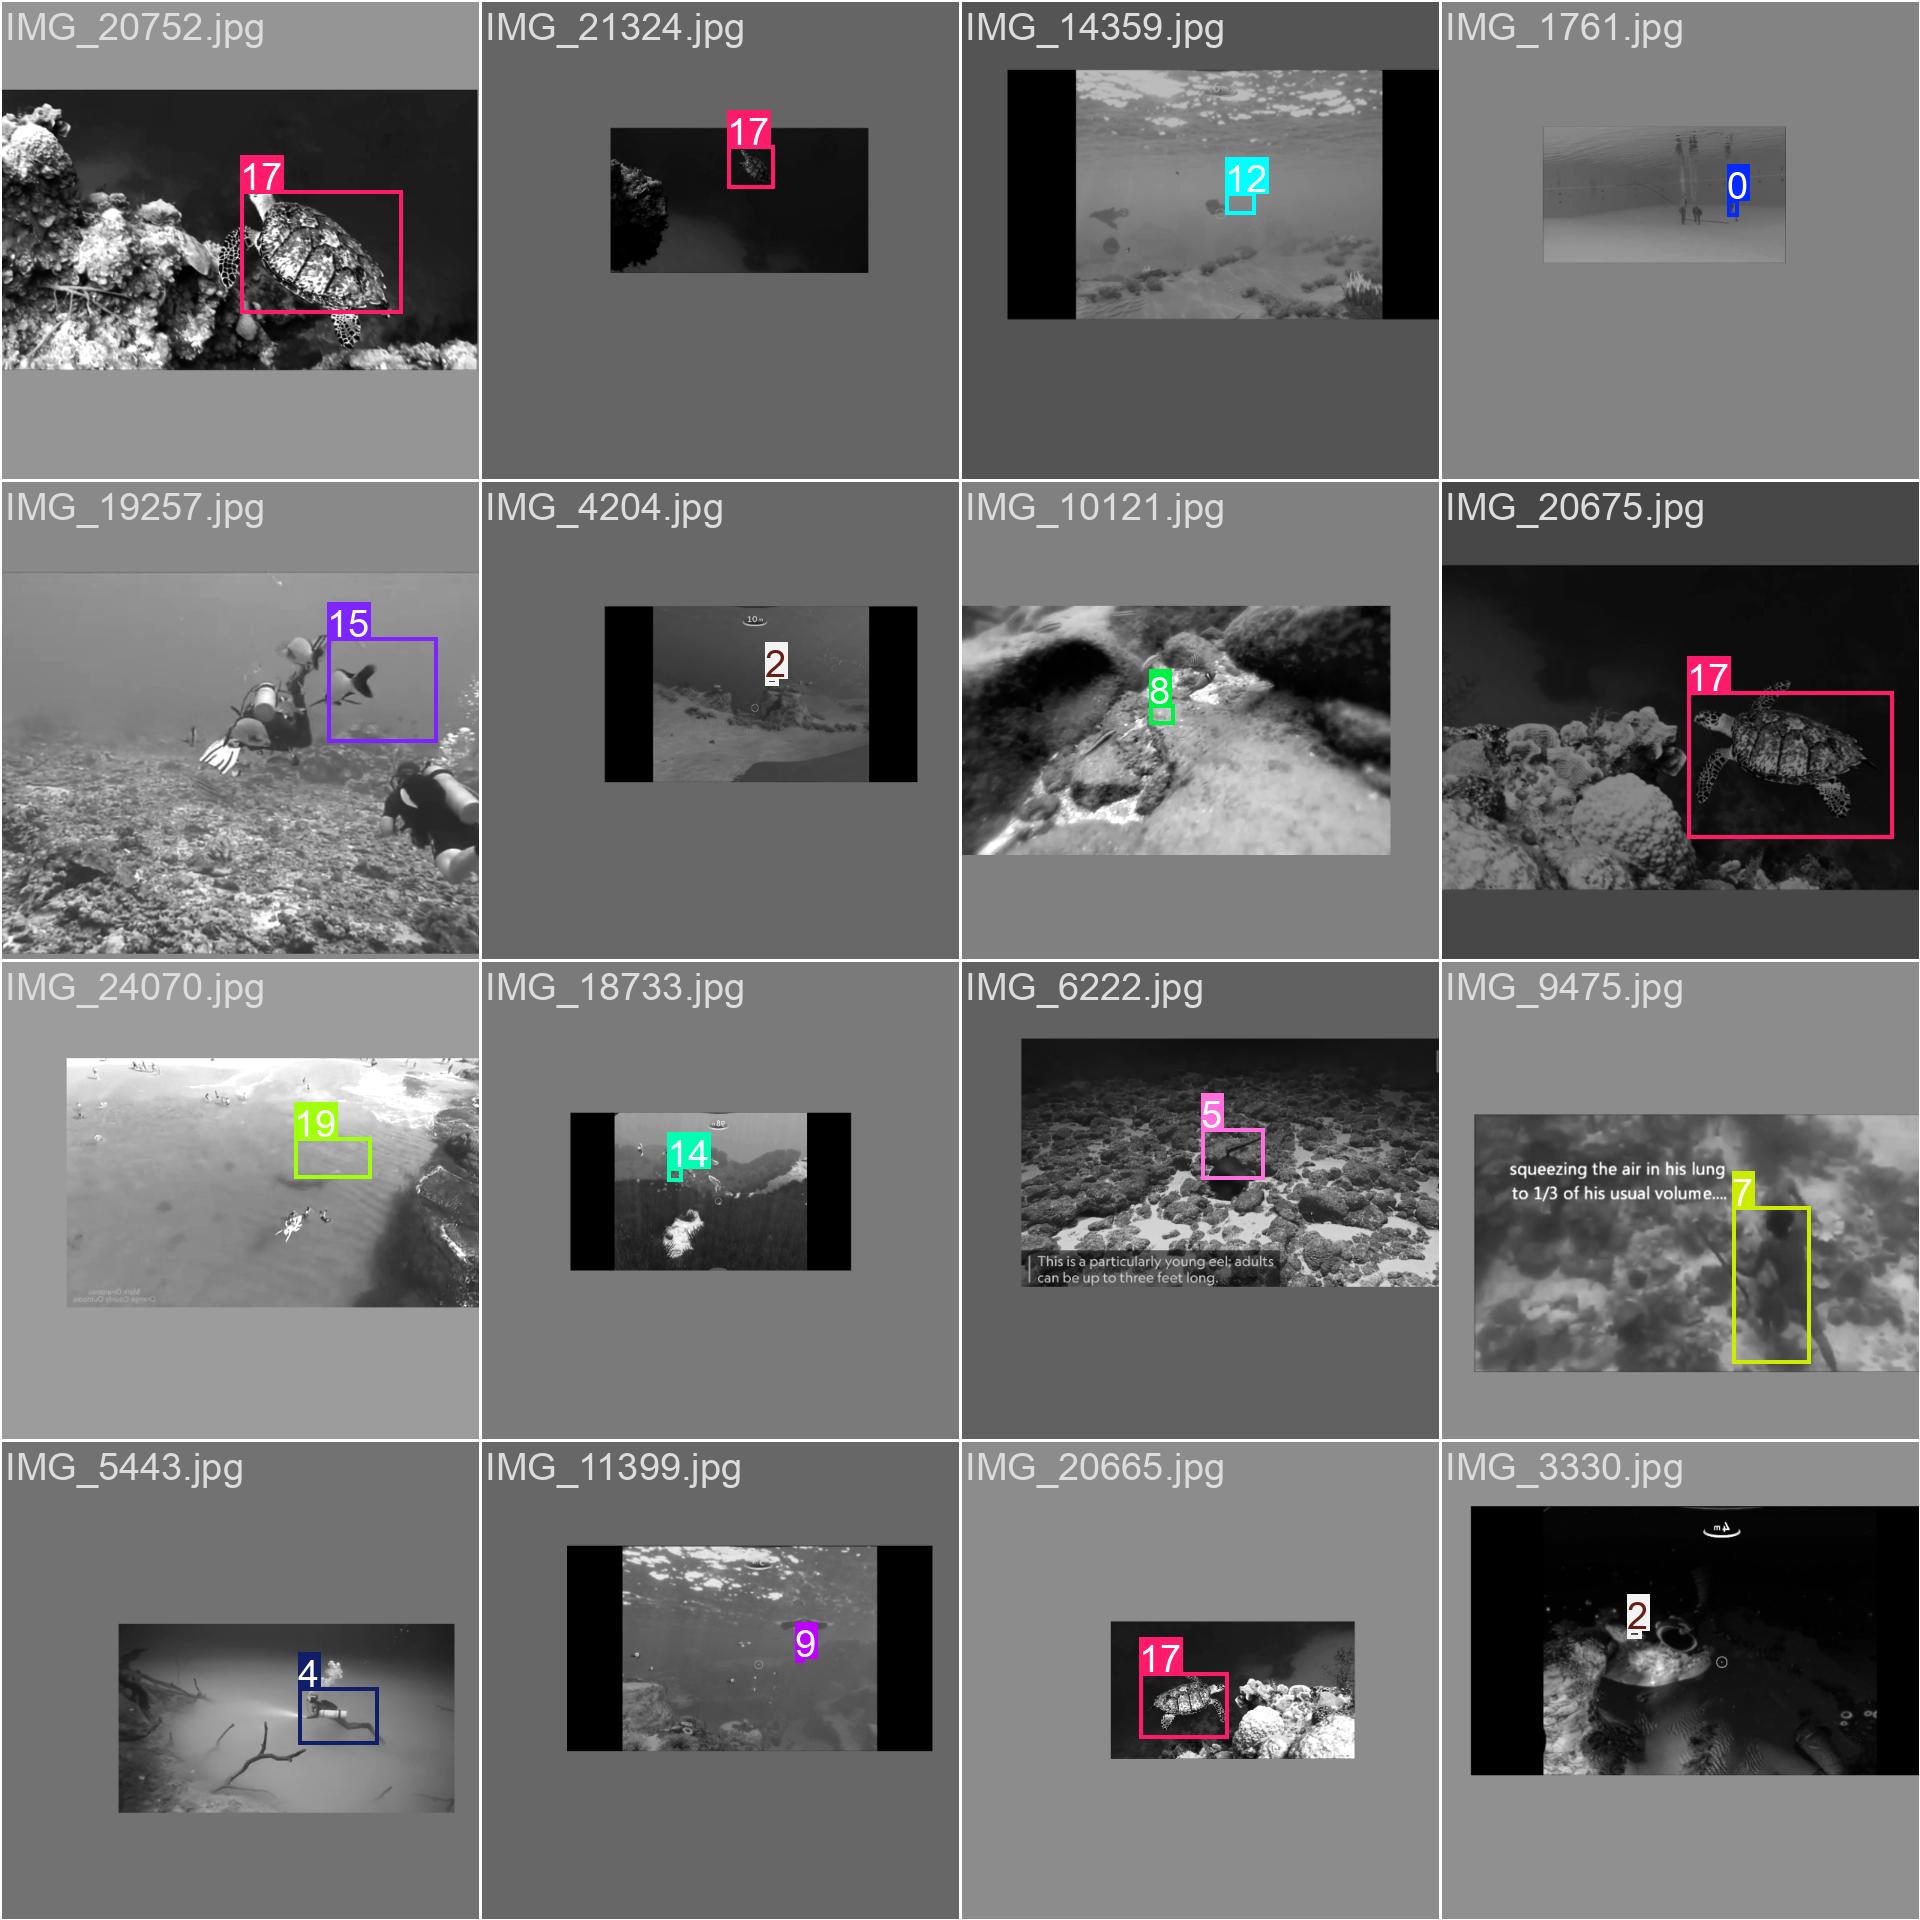 IMG_20752.jpg
IMG_21324.jpg
IMG_14359.jpg
IMG_1761.jpg
17
17
12
0
IMG_19257.jpg
IMG_4204.jpg
IMG_10121.jpg
IMG_20675.jpg
15
10 m
2
8
17
IMG_24070.jpg
IMG_18733.jpg
IMG_6222.jpg
IMG_9475.jpg
19
14
5
7
squeezing the air in his lung
to 1/3 of his usual volume....
This is a particularly young eel; adults
can be up to three feet long.
IMG_5443.jpg
IMG_11399.jpg
IMG_20665.jpg
IMG_3330.jpg
4
9
17
2
4 m